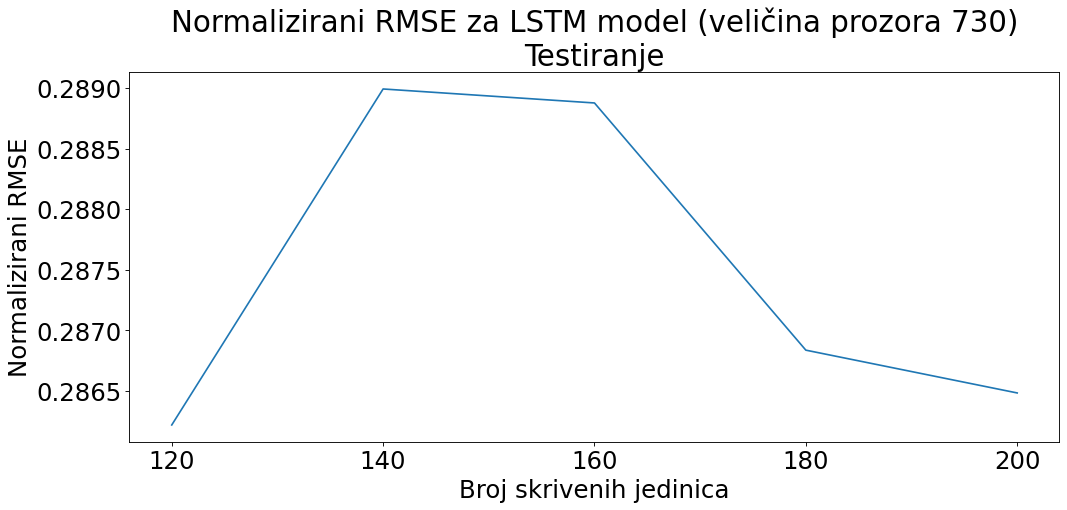 Normalizirani RMSE za LSTM model (veličina prozora 730)
Testiranje
Normalizirani RMSE
0.2890
0.2885
0.2880
0.2875
0.2870
0.2865
120 140 160 180 200
Broj skrivenih jedinica